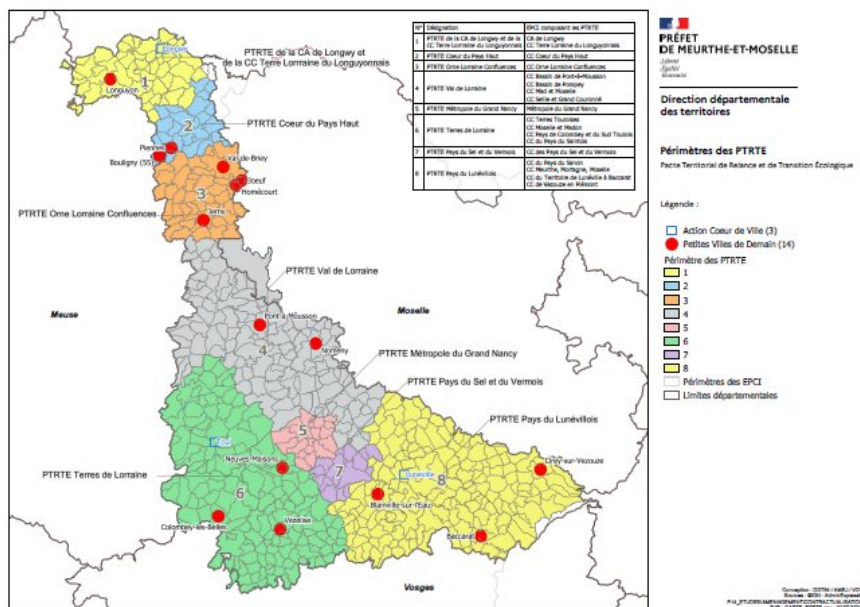 N° Désignation EPCI composant les PTRTE
1 PTRTE de la CA de Longwy et de la CA de Longwy
CC Terre Lorraine du Longuyonnais CC Terre Lorraine du Longuyonnais
2 PTRTE Coeur du Pays Haut CC Coeur du Pays Haut
3 PTRTE Orne Lorraine Confluences CC Orne Lorraine Confluences
4 PTRTE Val de Lorraine CC Bassin de Pont-à-Mousson
CC Bassin de Pompey
CC Mad et Moselle
CC Seille et Grand Couronné
5 PTRTE Métropole du Grand Nancy Métropole du Grand Nancy
6 PTRTE Terres de Lorraine CC Terres Touloises
CC Moselle et Madon
CC Pays de Colombey et du Sud Toulois
CC du Pays du Saintois
7 PTRTE Pays du Sel et du Vermois CC des Pays du Sel et du Vermois
8 PTRTE Pays du Lunévillois CC du Pays du Sanon
CC Meurthe, Mortagne, Moselle
CC du Territoire de Lunéville à Baccarat
CC de Vezouze en Piémont
Longwy
PTRTE de la CA de Longwy et
de la CC Terre Lorrraine du Longuyonnais
1
Longuyon
2
PTRTE Coeur du Pays Haut
Piennes
Bouligny (55)
Val de Briey
Joeuf
Homécourt
3
PTRTE Orne Lorraine Confluences
Jarny
PTRTE Val de Lorraine
Meuse
Moselle
Pont-à-Mousson
Nomeny
4
PTRTE Métropole du Grand Nancy
PTRTE Pays du Sel et du Vermois
PTRTE Pays du Lunévillois
5
Toul
Neuves-Maisons
7
Lunéville
8
Cirey-sur-Vezouze
PTRTE Terres de Lorraine
6
Blainville-sur-l'Eau
Colombey-les-Belles
Vezelise
Baccarat
Vosges
PRÉFET
DE MEURTHE-ET-MOSELLE
Liberté
Égalité
Fraternité
Direction départementale
des territoires
Périmètres des PTRTE
Pacte Territorial de Relance et de Transition Écologique
Légende :
Action Coeur de Ville (3)
Petites Villes de Demain (14)
Périmètre des PTRTE
1
2
3
4
5
6
7
8
Périmètres des EPCI
Limites départementales